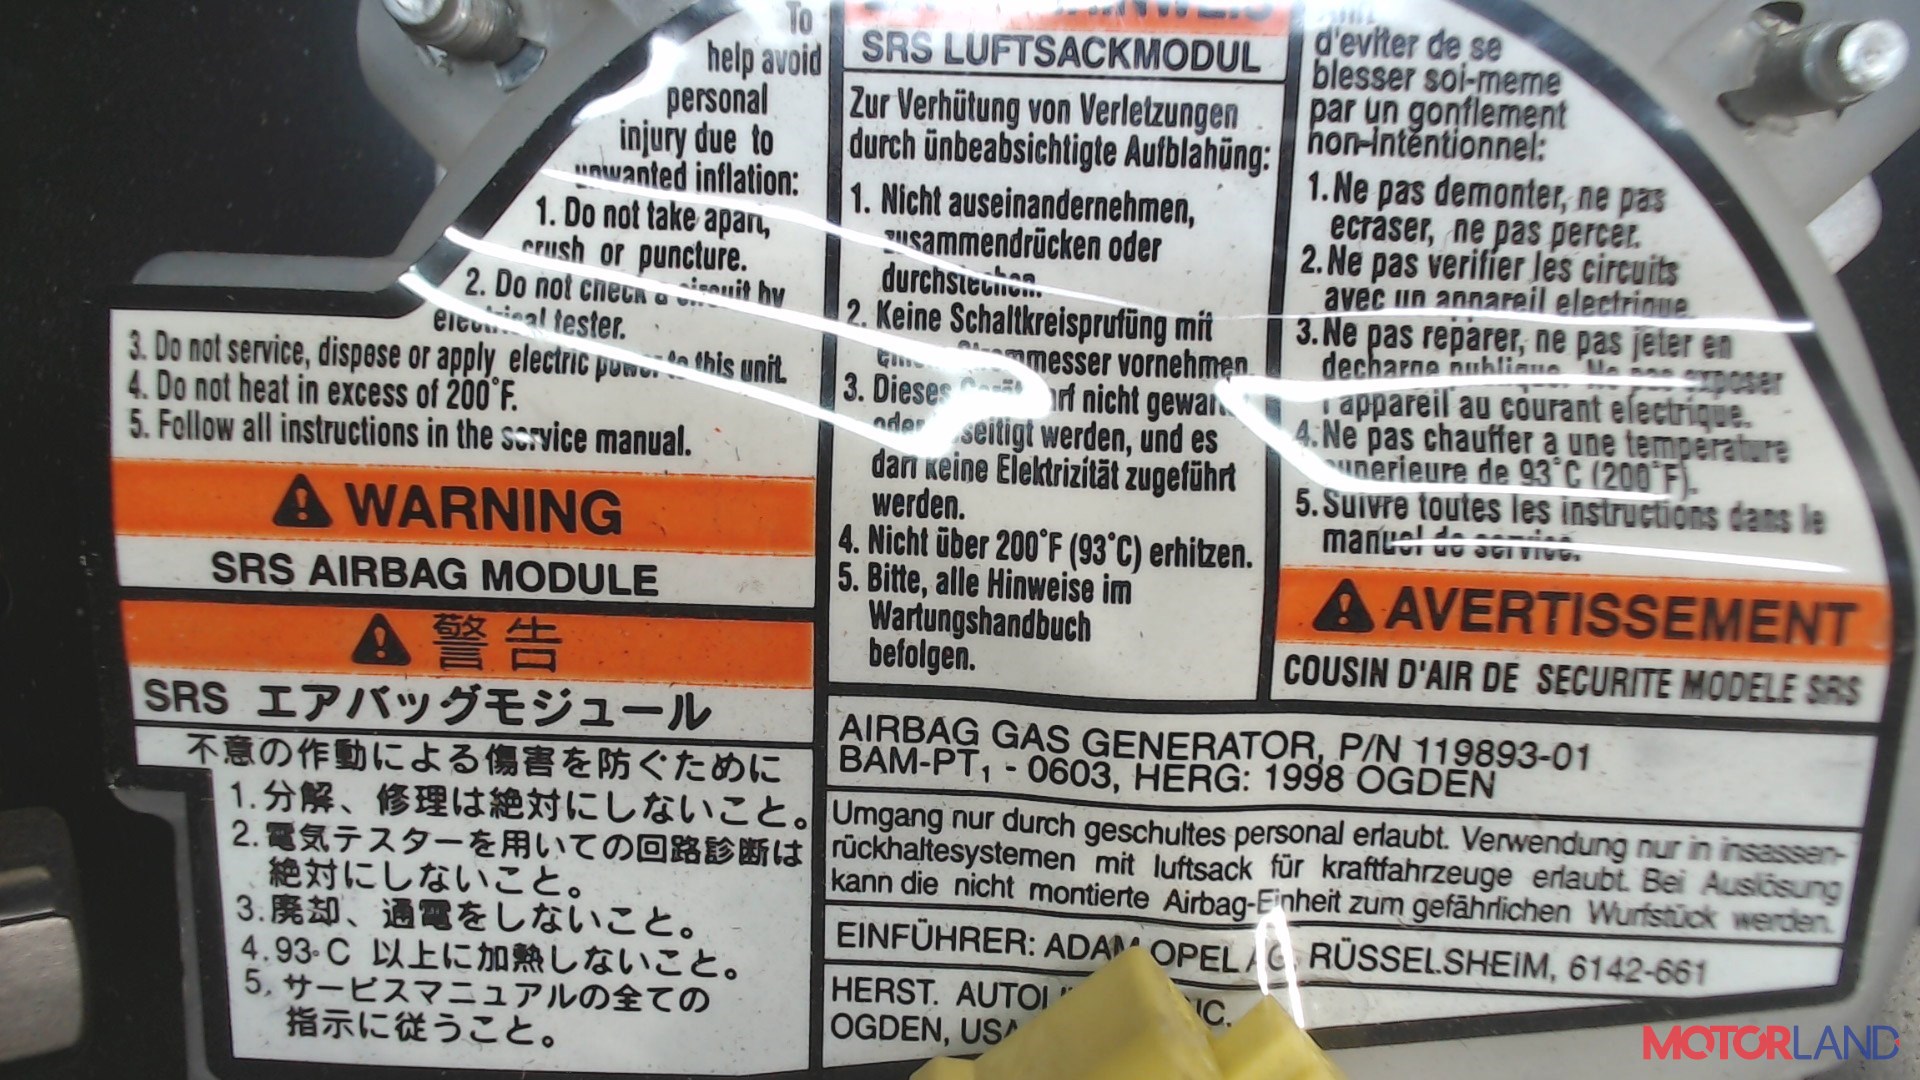 To
help avoid
personal
injury due to
unwanted inflation:
1. Do not take apart,
crush or puncture.
2. Do not check a circuit by
electrical tester.
3. Do not service, dispose or apply electric power to this unit.
4. Do not heat in excess of 200°F.
5. Follow all instructions in the service manual.
WARNING
SRS AIRBAG MODULE
警告
SRS エアバッグモジュール
不意の作動による傷害を防ぐために
1. 分解、修理は絶対にしないこと。
2. 電気テスターを用いての回路診断は
絶対にしないこと。
3. 廃却、通電をしないこと。
4. 93°C 以上に加熱しないこと。
5. サービスマニュアルの全ての
指示に従うこと。
SRS LUFTSACKMODUL
Zur Verhütung von Verletzungen
durch ünbeabsichtigte Aufblahüng:
1. Nicht auseinandernehmen,
zusammendrücken oder
durchstechen.
2. Keine Schaltkreisprufüng mit
Strommesser vornehmen.
3. Dieses Gerät darf nicht gewartet
oder beseitigt werden, und es
darf keine Elektrizität zugeführt
werden.
4. Nicht über 200°F (93°C) erhitzen.
5. Bitte, alle Hinweise im
Wartungshandbuch
befolgen.
d'eviter de se
blesser soi-meme
par un gonflement
non-Intentionnel:
1. Ne pas demonter, ne pas
ecraser, ne pas percer.
2. Ne pas verifier les circuits
avec un appareil electrique.
3. Ne pas reparer, ne pas jeter en
decharge publique. Ne pas exposer
l'appareil au courant electrique.
4. Ne pas chauffer a une temperature
superieure de 93°C (200°F).
5. Suivre toutes les instructions dans le
manuel de service.
AVERTISSEMENT
COUSIN D'AIR DE SECURITE MODELE SRS
AIRBAG GAS GENERATOR, P/N 119893-01
BAM-PT₁ - 0603, HERG: 1998 OGDEN
Umgang nur durch geschultes personal erlaubt. Verwendung nur in insassen-
rückhaltesystemen mit luftsack für kraftfahrzeuge erlaubt. Bei Auslösung
kann die nicht montierte Airbag-Einheit zum gefährlichen Wurfstück werden.
EINFÜHRER: ADAM OPEL AG, RÜSSELSHEIM, 6142-661
HERST.
OGDEN, USA
MOTORLAND